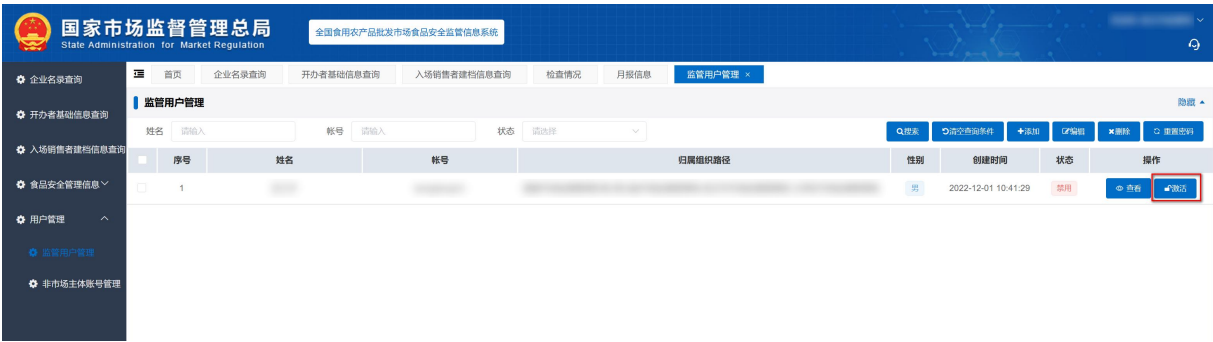 国家市场监督管理总局
State Administration for Market Regulation
全国食用农产品批发市场食品安全监管信息系统
企业名录查询
开办者基础信息查询
入场销售者建档信息查询
食品安全管理信息
用户管理
监管用户管理
非市场主体账号管理
首页 企业名录查询 开办者基础信息查询 入场销售者建档信息查询 检查情况 月报信息 监管用户管理 ×
监管用户管理 隐藏
姓名 请输入 帐号 请输入 状态 请选择 搜索 清空查询条件 +添加 编辑 ×删除 重置密码
序号 姓名 帐号 归属组织路径 性别 创建时间 状态 操作
1 男 2022-12-01 10:41:29 禁用 查看 激活